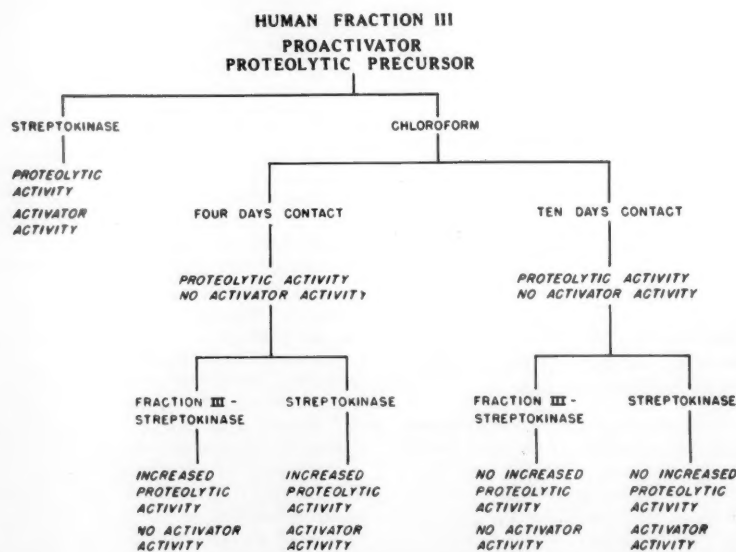 HUMAN FRACTION III
PROACTIVATOR
PROTEOLYTIC PRECURSOR
STREPTOKINASE
CHLOROFORM
PROTEOLYTIC
ACTIVITY
ACTIVATOR
ACTIVITY
FOUR DAYS CONTACT
TEN DAYS CONTACT
PROTEOLYTIC ACTIVITY
NO ACTIVATOR ACTIVITY
PROTEOLYTIC ACTIVITY
NO ACTIVATOR ACTIVITY
FRACTION III -
STREPTOKINASE
STREPTOKINASE
FRACTION III -
STREPTOKINASE
STREPTOKINASE
INCREASED
PROTEOLYTIC
ACTIVITY
NO ACTIVATOR
ACTIVITY
INCREASED
PROTEOLYTIC
ACTIVITY
ACTIVATOR
ACTIVITY
NO INCREASED
PROTEOLYTIC
ACTIVITY
NO ACTIVATOR
ACTIVITY
NO INCREASED
PROTEOLYTIC
ACTIVITY
ACTIVATOR
ACTIVITY